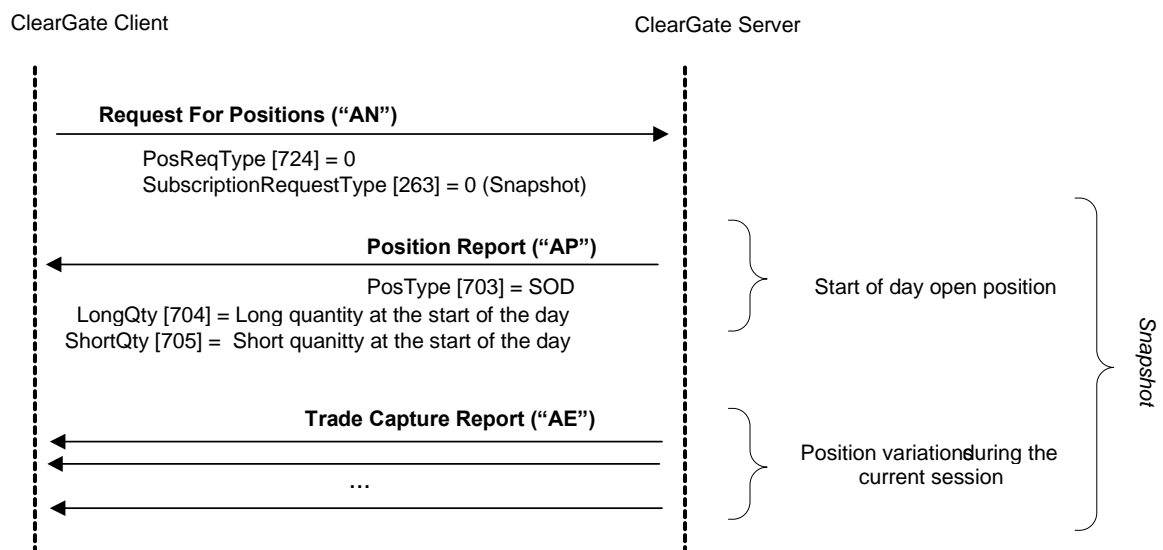 ClearGate Client
ClearGate Server
Request For Positions (“AN”)
PosReqType [724] = 0
SubscriptionRequestType [263] = 0 (Snapshot)
Position Report (“AP”)
PosType [703] = SOD
LongQty [704] = Long quantity at the start of the day
ShortQty [705] = Short quanitty at the start of the day
Start of day open position
Snapshot
Trade Capture Report (“AE”)
Position variations during the
current session
…